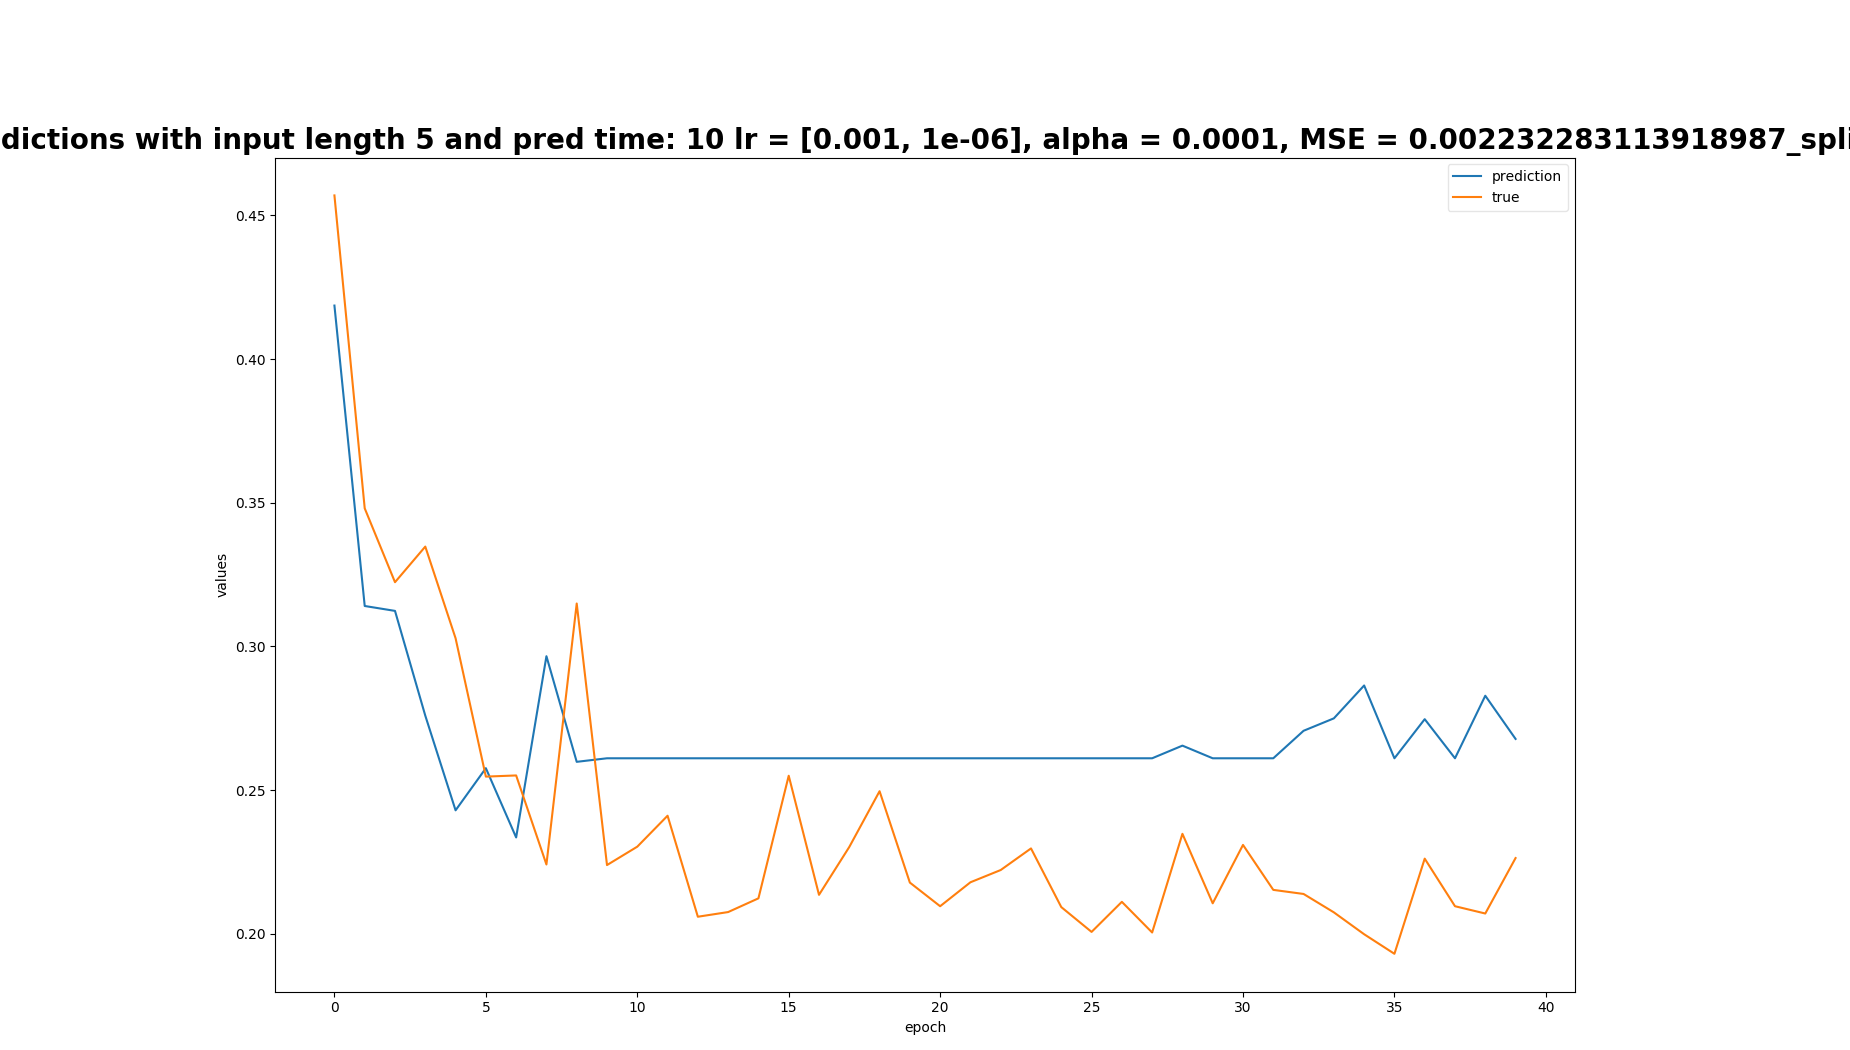 dictions with input length 5 and pred time: 10 lr = [0.001, 1e-06], alpha = 0.0001, MSE = 0.002232283113918987_spli
prediction
true
0.45
0.40
0.35
0.30
0.25
0.20
values
0 5 10 15 20 25 30 35 40
epoch